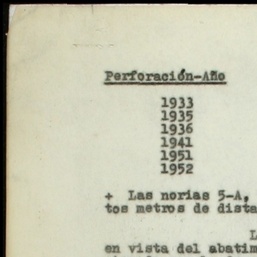 Perforación-Año
1933
1935
1936
1941
1951
1952
+ Las norias 5-A,
tos metros de dista
en vista del abatim